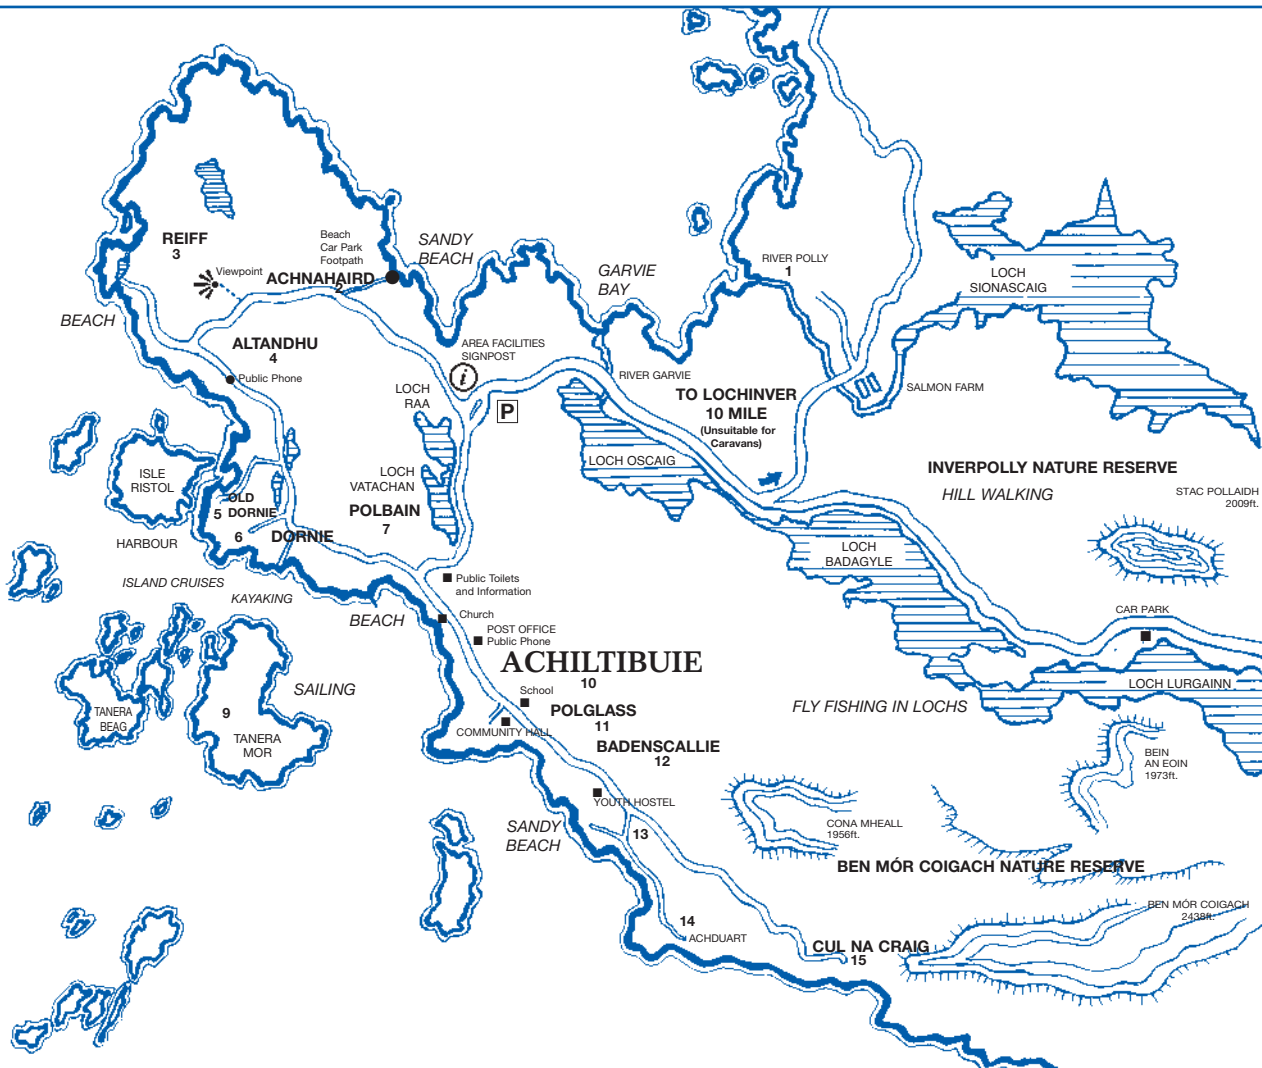 REIFF
3
Viewpoint
Beach
Car Park
Footpath
ACHNAHAIRD
2
SANDY
BEACH
GARVIE
BAY
RIVER POLLY
1
LOCH
SIONASCAIG
BEACH
ALTANDHU
4
Public Phone
AREA FACILITIES
SIGNPOST
i
P
LOCH
RAA
RIVER GARVIE
TO LOCHINVER
10 MILE
(Unsuitable for
Caravans)
SALMON FARM
LOCH OSCAIG
INVERPOLLY NATURE RESERVE
HILL WALKING
STAC POLLAIDH
2009ft.
ISLE
RISTOL
LOCH
VATACHAN
POLBAIN
7
OLD
DORNIE
5
6
DORNIE
HARBOUR
LOCH
BADAGYLE
ISLAND CRUISES
KAYAKING
BEACH
Public Toilets
and Information
Church
POST OFFICE
Public Phone
CAR PARK
ACHILTIBUIE
10
SAILING
School
POLGLASS
11
COMMUNITY HALL
BADENSCALLIE
12
FLY FISHING IN LOCHS
LOCH LURGAINN
TANERA
BEAG
9
TANERA
MOR
BEIN
AN EOIN
1973ft.
YOUTH HOSTEL
SANDY
BEACH
13
CONA MHEALL
1956ft.
BEN MÓR COIGACH NATURE RESERVE
BEN MÓR COIGACH
2438ft.
14
ACHDUART
CUL NA CRAIG
15